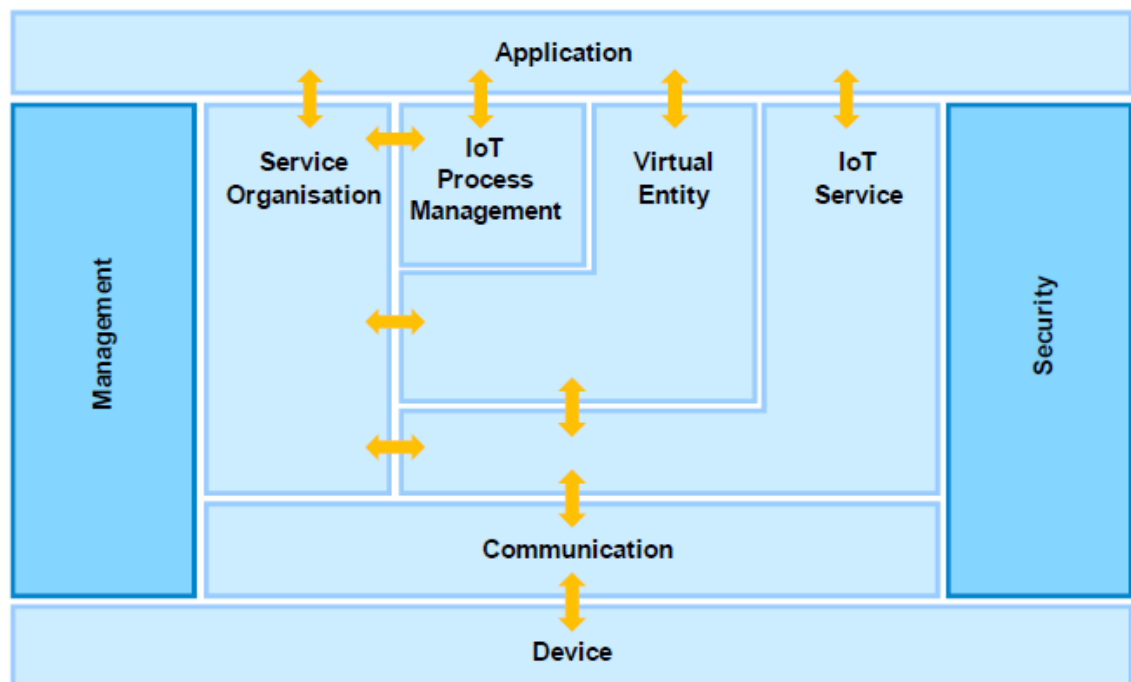 Application
Management
Service
Organisation
IoT
Process
Management
Virtual
Entity
IoT
Service
Security
Communication
Device